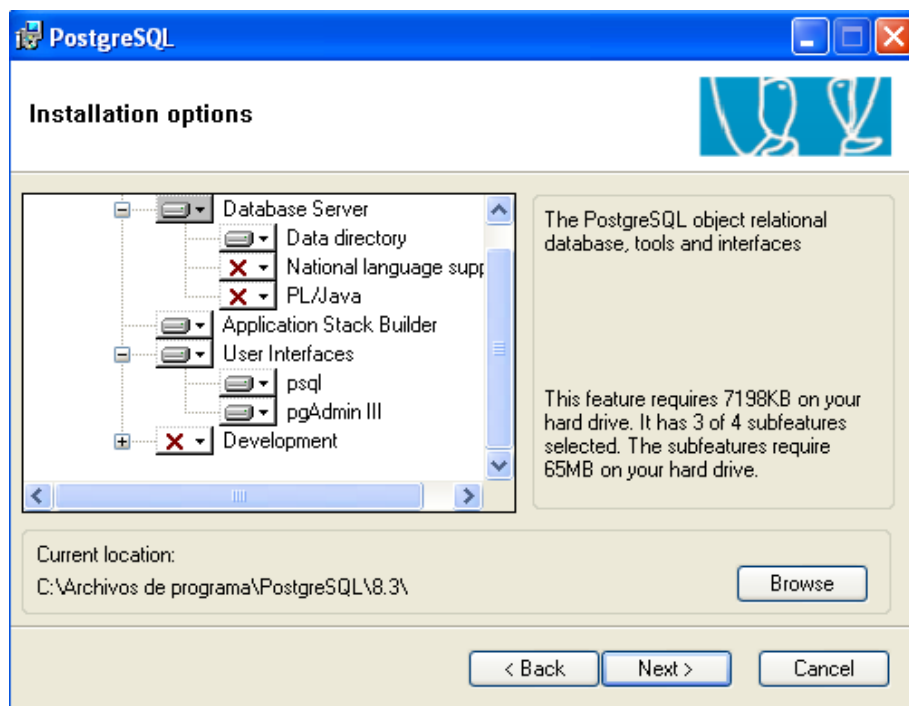 PostgreSQL
Installation options
Database Server
Data directory
National language supp
PL/Java
Application Stack Builder
User Interfaces
psql
pgAdmin III
Development
The PostgreSQL object relational
database, tools and interfaces
This feature requires 7198KB on your
hard drive. It has 3 of 4 subfeatures
selected. The subfeatures require
65MB on your hard drive.
Current location:
C:\Archivos de programa\PostgreSQL\8.3\
Browse
< Back
Next >
Cancel